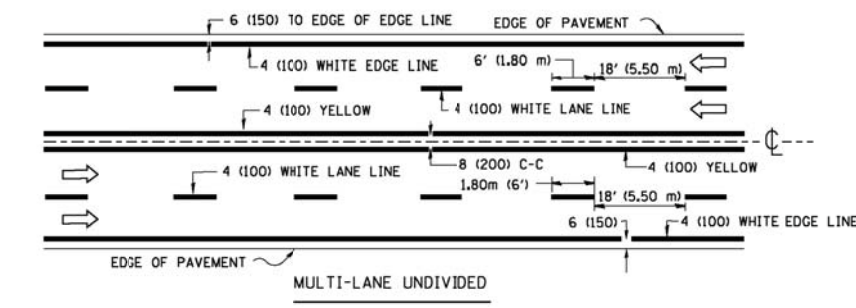 6 (150) TO EDGE OF EDGE LINE
EDGE OF PAVEMENT
4 (100) WHITE EDGE LINE
6' (1.80 m)
18' (5.50 m)
4 (100) YELLOW
4 (100) WHITE LANE LINE
℄
4 (100) WHITE LANE LINE
8 (200) C-C
4 (100) YELLOW
1.80m (6')
18' (5.50 m)
6 (150)
4 (100) WHITE EDGE LINE
EDGE OF PAVEMENT
MULTI-LANE UNDIVIDED